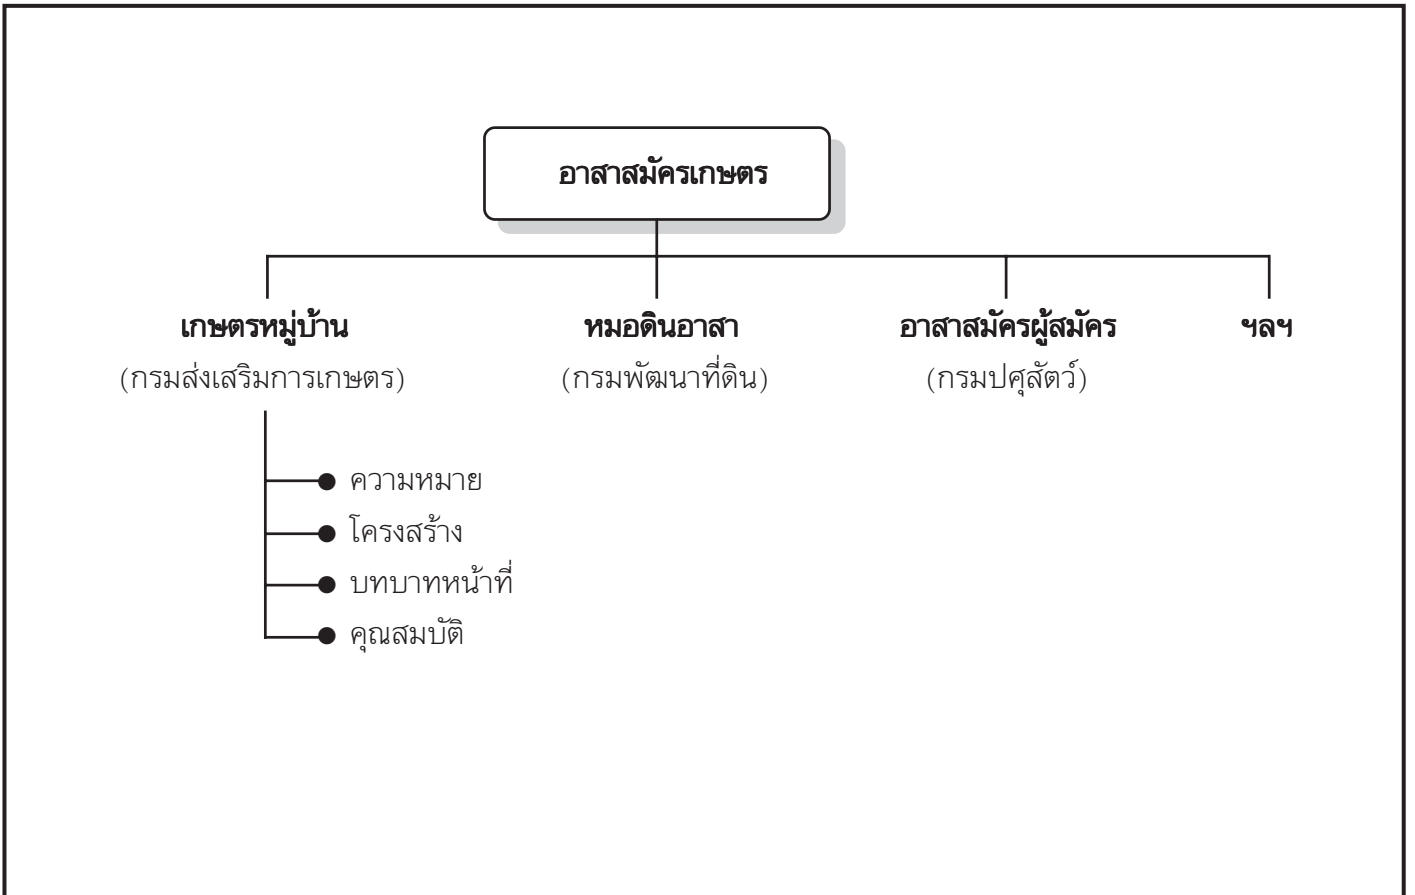 อาสาสมัครเกษตร
เกษตรหมู่บ้าน
(กรมส่งเสริมการเกษตร)
หมอดินอาสา
(กรมพัฒนาที่ดิน)
อาสาสมัครผู้สมัคร
(กรมปศุสัตว์)
ฯลฯ
ความหมาย
โครงสร้าง
บทบาทหน้าที่
คุณสมบัติ